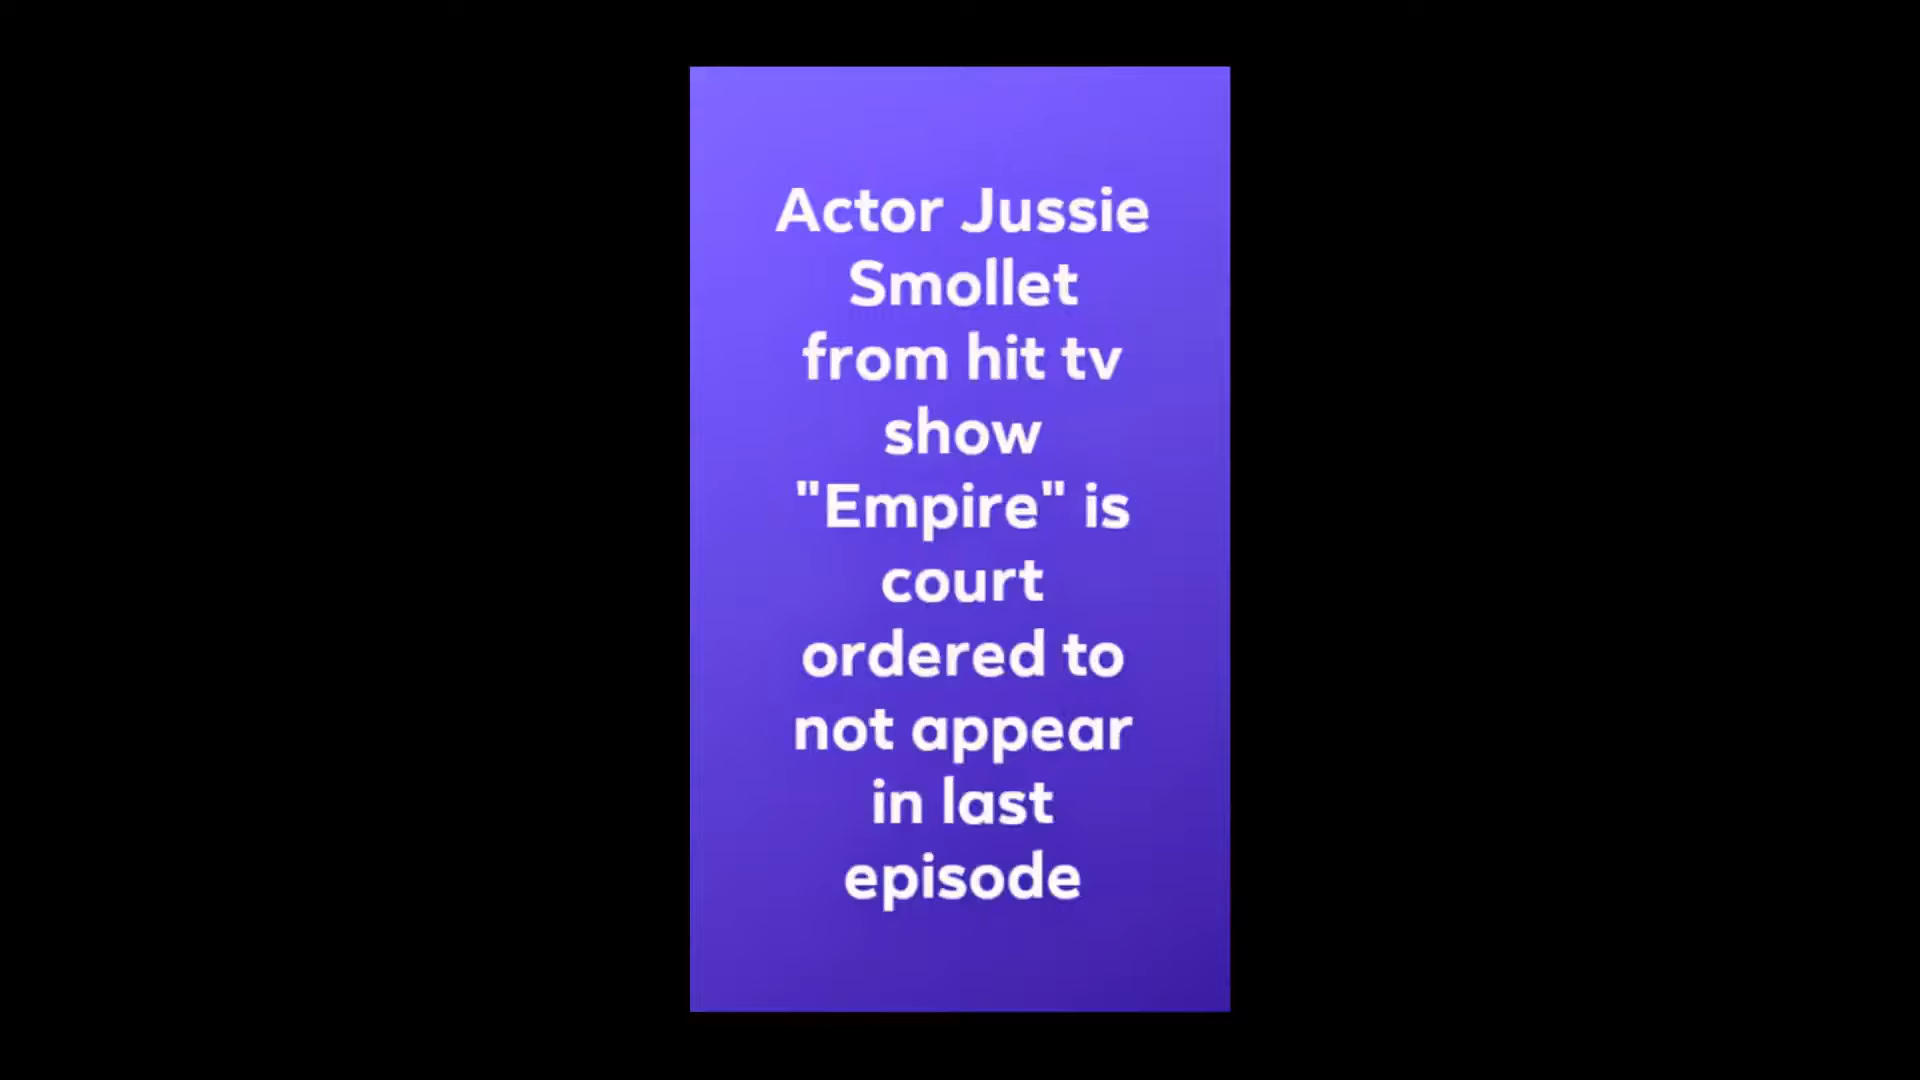 Actor Jussie
Smollet
from hit tv
show
"Empire" is
court
ordered to
not appear
in last
episode